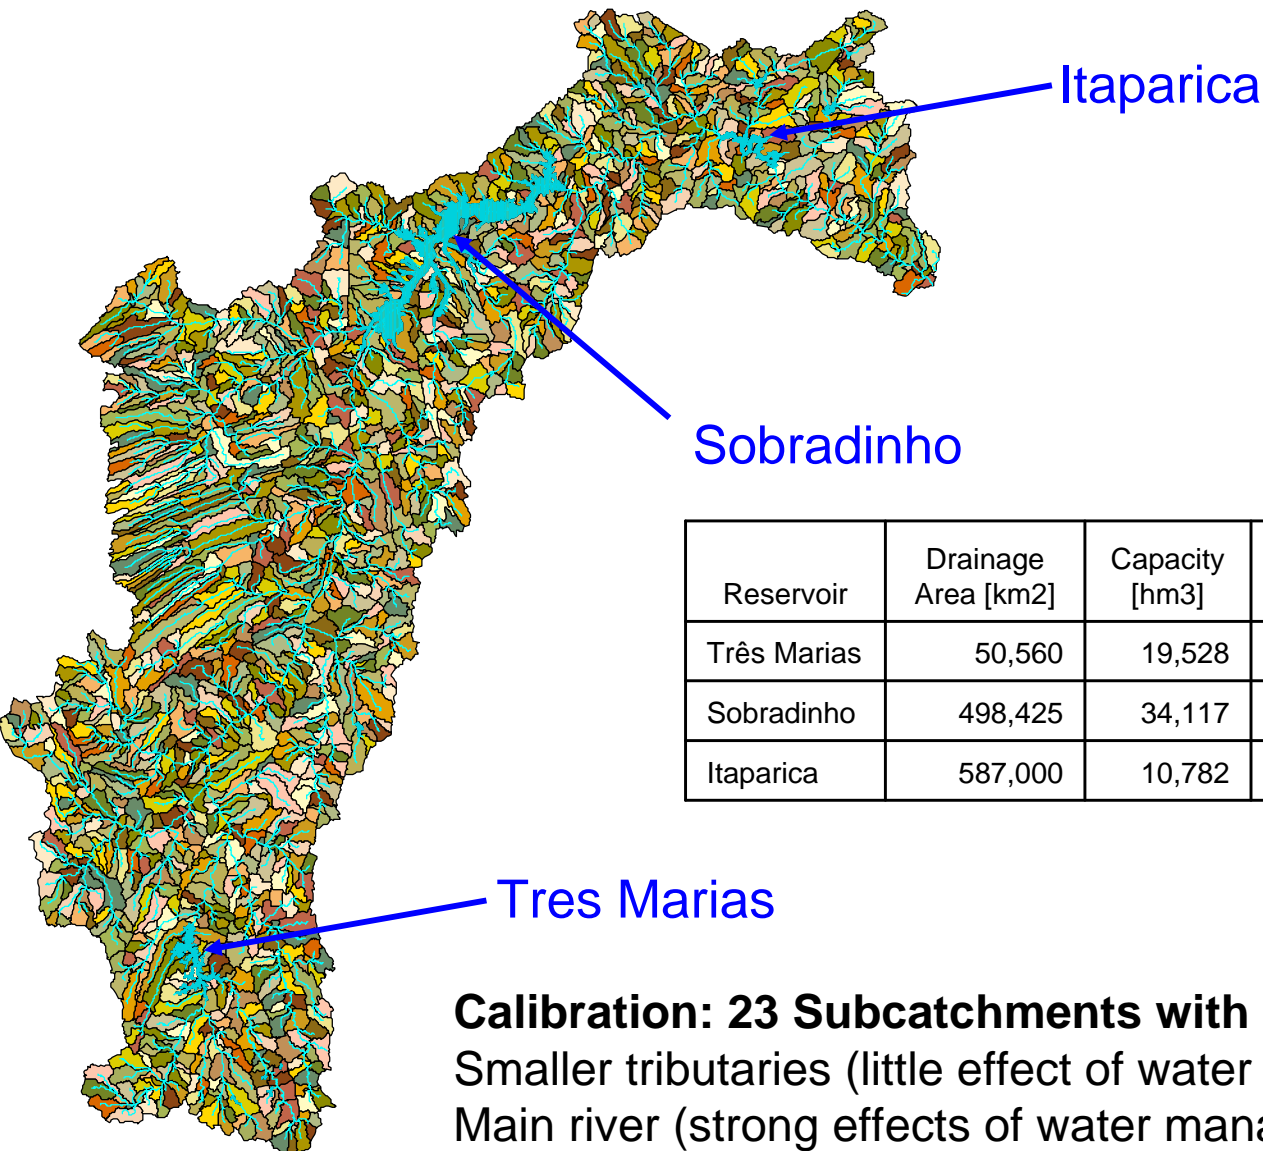 Itaparica
Sobradinho
Reservoir Drainage Area [km2] Capacity [hm3]
Três Marias 50,560 19,528
Sobradinho 498,425 34,117
Itaparica 587,000 10,782
Tres Marias
Calibration: 23 Subcatchments with
Smaller tributaries (little effect of water
Main river (strong effects of water mana